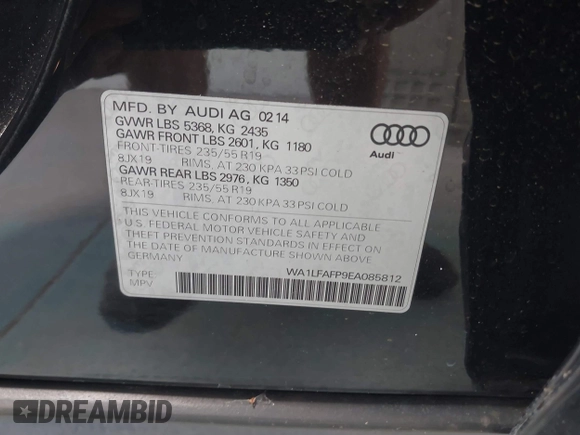 MFD. BY AUDI AG 02 14
GVWR LBS 5368, KG 2435
GAWR FRONT LBS 2601, KG 1180
FRONT-TIRES 235/55 R19
8JX19 RIMS, AT 230 KPA 33 PSI COLD
GAWR REAR LBS 2976, KG 1350
REAR-TIRES 235/55 R19
8JX19 RIMS, AT 230 KPA 33 PSI COLD
THIS VEHICLE CONFORMS TO ALL APPLICABLE
U.S. FEDERAL MOTOR VEHICLE SAFETY AND
THEFT PREVENTION STANDARDS IN EFFECT ON
THE DATE OF MANUFACTURE SHOWN ABOVE.
GERMANY
TYPE
MPV
Audi
WA1LFAFP9EA085812
DREAMBID